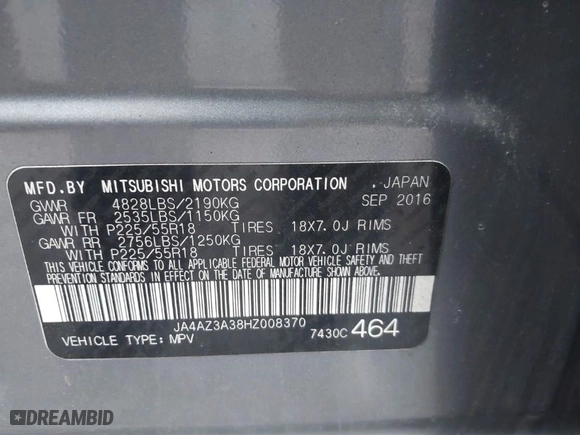 MFD.BY MITSUBISHI MOTORS CORPORATION , JAPAN
GVWR 4828LBS/2190KG SEP 2016
GAWR FR 2535LBS/1150KG
WITH P225/55R18 TIRES 18X7.0J RIMS
GAWR RR 2756LBS/1250KG
WITH P225/55R18 TIRES 18X7.0J RIMS
THIS VEHICLE CONFORMS TO ALL APPLICABLE FEDERAL MOTOR VEHICLE SAFETY
STANDARDS IN EFFECT ON THE DATE OF MANUFACTURE SHOWN ABOVE.
JA4AZ3A38HZ008370
VEHICLE TYPE: MPV 7430C 464
DREAMBID